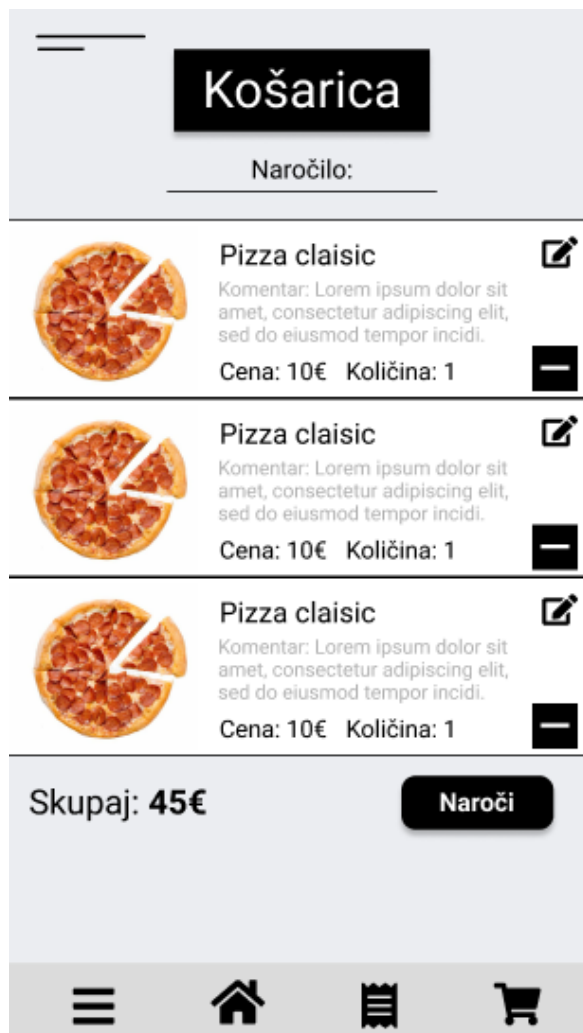 Košarica
Naročilo:
Pizza claisic
Komentar: Lorem ipsum dolor sit
amet, consectetur adipiscing elit,
sed do eiusmod tempor incidi.
Cena: 10€ Količina: 1
Pizza claisic
Komentar: Lorem ipsum dolor sit
amet, consectetur adipiscing elit,
sed do eiusmod tempor incidi.
Cena: 10€ Količina: 1
Pizza claisic
Komentar: Lorem ipsum dolor sit
amet, consectetur adipiscing elit,
sed do eiusmod tempor incidi.
Cena: 10€ Količina: 1
Skupaj: 45€
Naroči